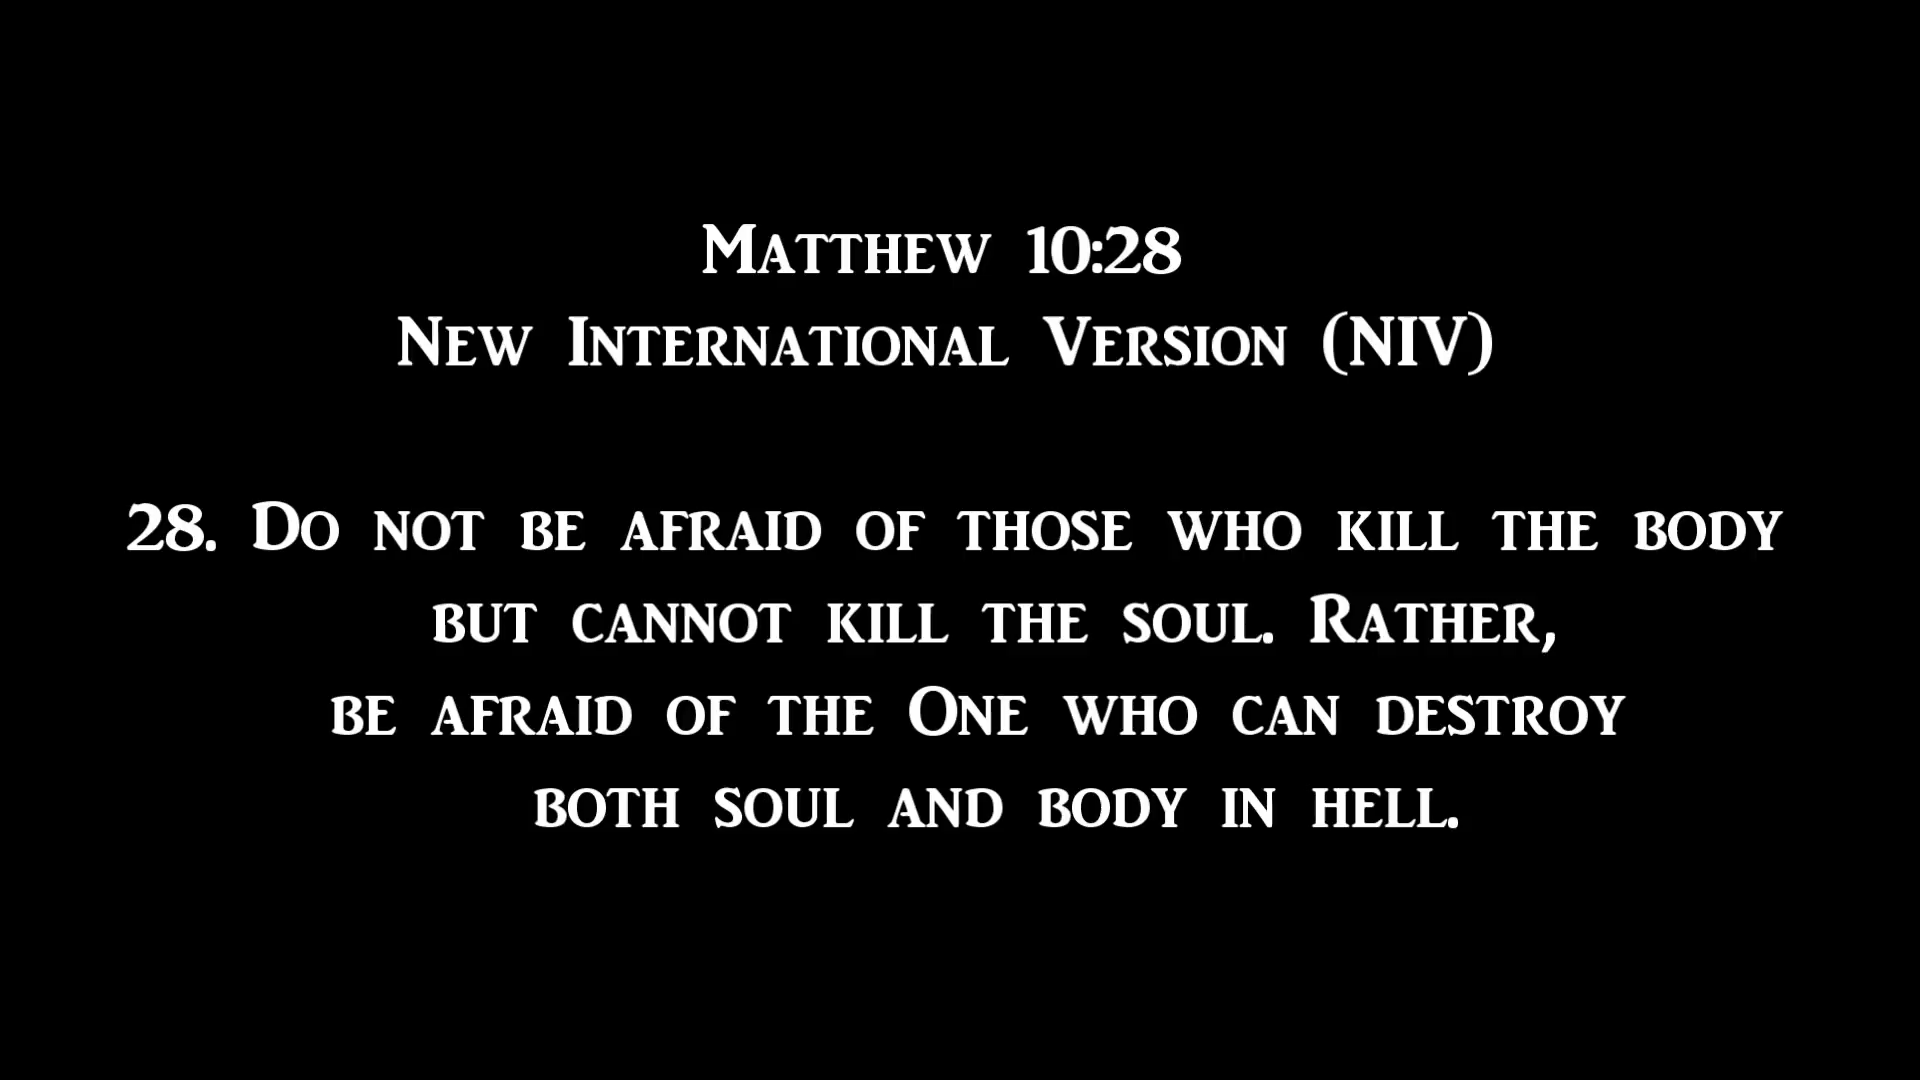 Matthew 10:28
New International Version (NIV)
28. Do not be afraid of those who kill the body
but cannot kill the soul. Rather,
be afraid of the One who can destroy
both soul and body in hell.